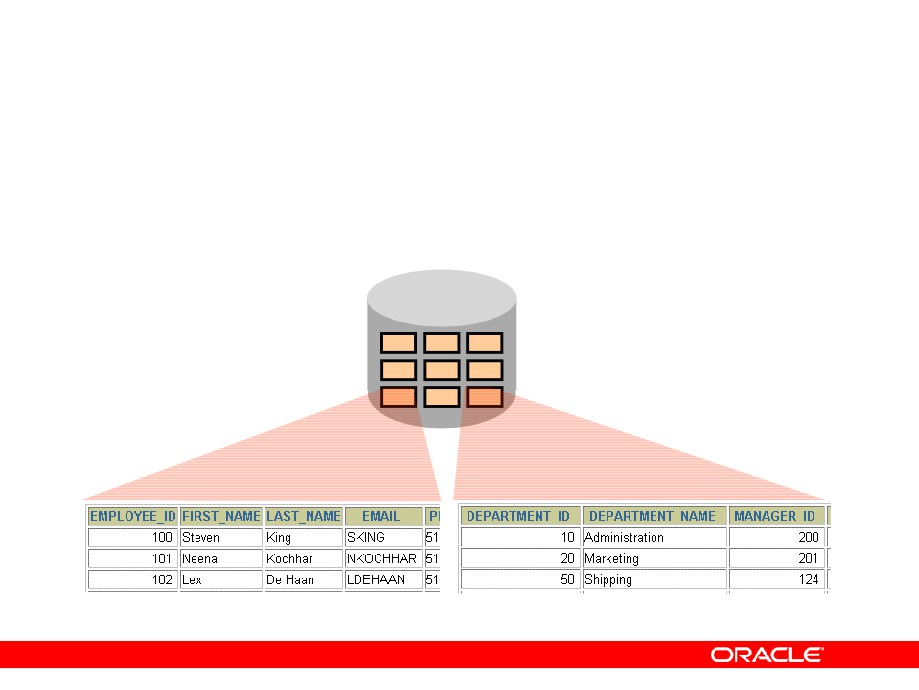 EMPLOYEE_ID FIRST_NAME LAST_NAME EMAIL
100 Steven King SKING 51
101 Neena Kochhar NKOCHHAR 51
102 Lex De Haan LDEHAAN 51
DEPARTMENT_ID DEPARTMENT_NAME MANAGER_ID
10 Administration 200
20 Marketing 201
50 Shipping 124
ORACLE